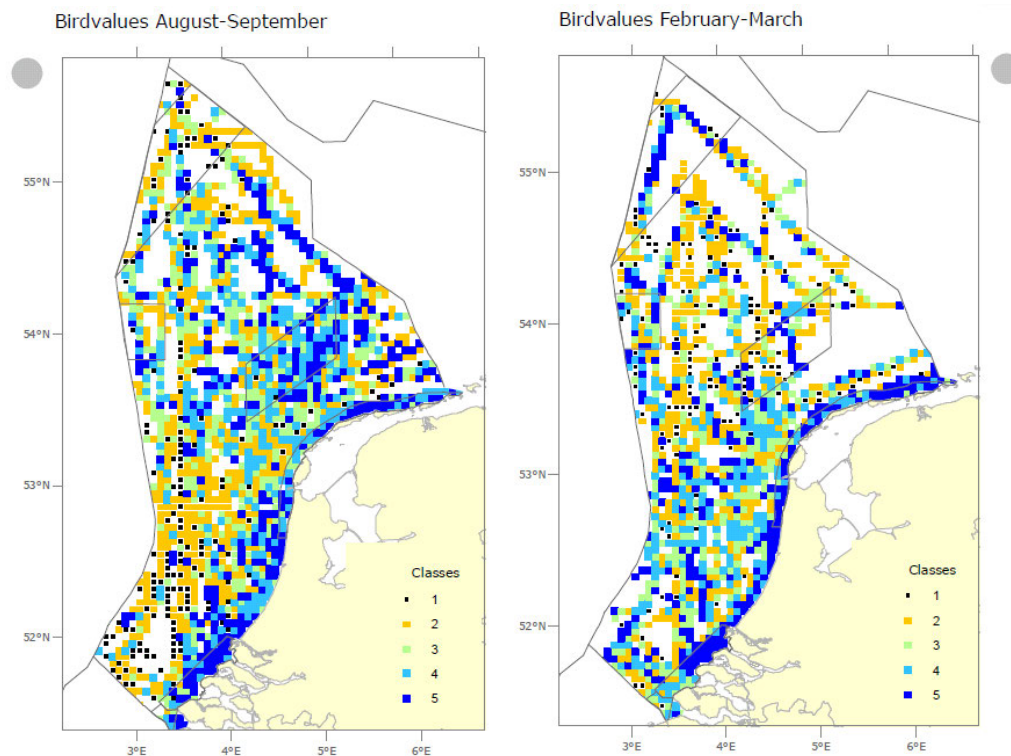 Birdvalues August-September
55°N
54°N
53°N
52°N
3°E 4°E 5°E 6°E
Classes
1
2
3
4
5
Birdvalues February-March
55°N
54°N
53°N
52°N
3°E 4°E 5°E 6°E
Classes
1
2
3
4
5